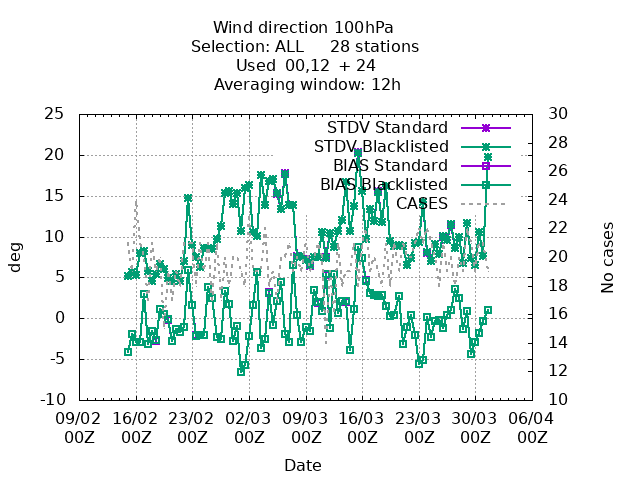 Wind direction 100hPa
Selection: ALL 28 stations
Used 00,12 + 24
Averaging window: 12h
STDV Standard
STDV Blacklisted
BIAS Standard
BIAS Blacklisted
CASES
25
20
15
10
5
0
-5
-10
deg
30
28
26
24
22
20
18
16
14
12
10
No cases
09/02 16/02 23/02 02/03 09/03 16/03 23/03 30/03 06/04
00Z 00Z 00Z 00Z 00Z 00Z 00Z 00Z 00Z
Date